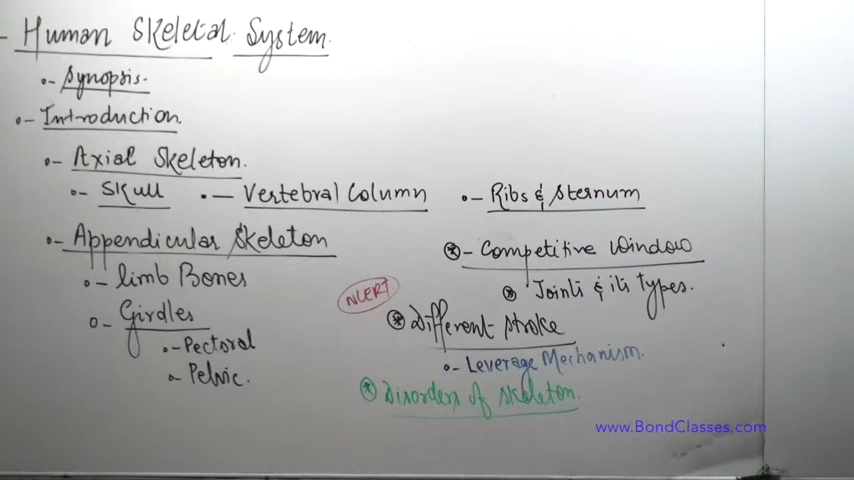 - Human Skeletal System
- Synopsis -
- Introduction
- Axial Skeleton.
- Skull - Vertebral Column - Ribs & Sternum
- Appendicular Skeleton
- Competitive Window
- limb Bones
Joints & its Types.
NCERT
- Girdles
Different Stroke
- Pectoral
- Leverage Mechanism.
- Pelvic.
Disorders of Skeleton.
www.BondClasses.com